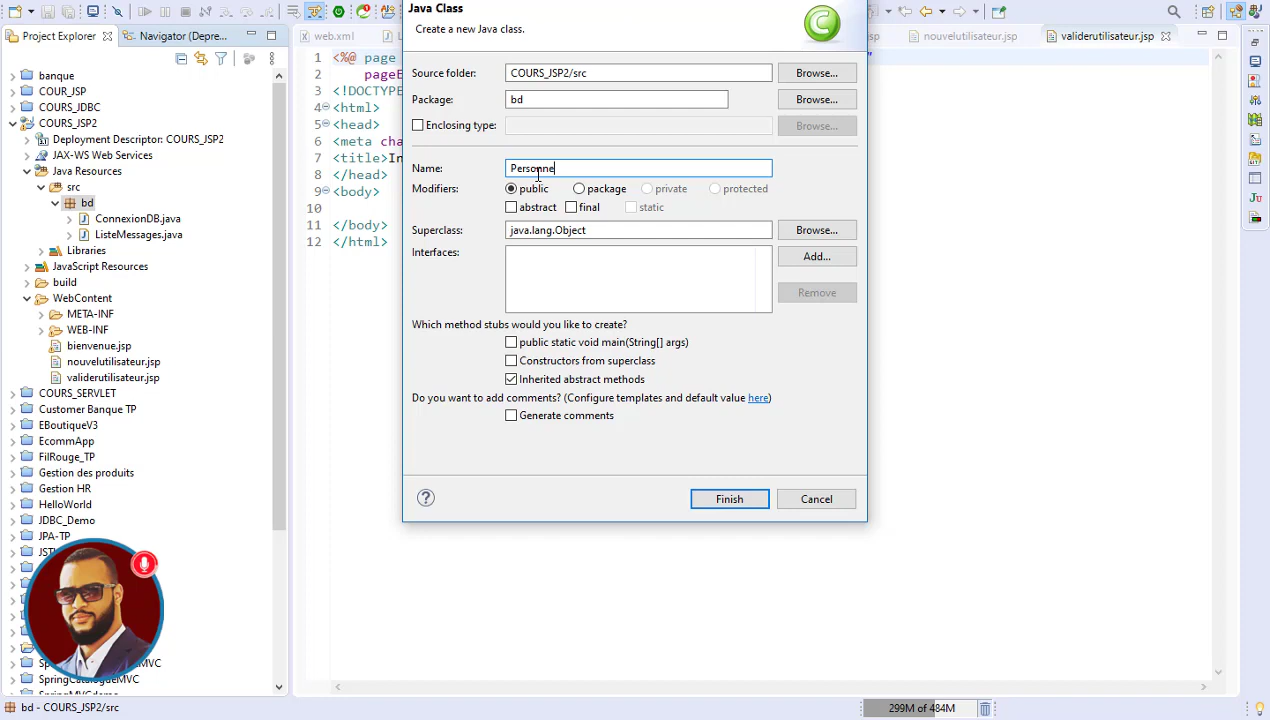 Java Class
Create a new Java class.
Project Explorer
Navigator (Depre...
web.xml
nouvelutilisateur.jsp
validerutilisateur.jsp
Source folder:
COURS_JSP2/src
Browse...
Package:
bd
Browse...
Enclosing type:
Browse...
Name:
Personne
Modifiers:
public
package
private
protected
abstract
final
static
Superclass:
java.lang.Object
Browse...
Interfaces:
Add...
Remove
Which method stubs would you like to create?
public static void main(String[] args)
Constructors from superclass
Inherited abstract methods
Do you want to add comments? (Configure templates and default value here)
Generate comments
Finish
Cancel
banque
COUR_JSP
COURS_JDBC
COURS_JSP2
Deployment Descriptor: COURS_JSP2
JAX-WS Web Services
Java Resources
src
bd
ConnexionDB.java
ListeMessages.java
Libraries
JavaScript Resources
build
WebContent
META-INF
WEB-INF
bienvenue.jsp
nouvelutilisateur.jsp
validerutilisateur.jsp
COURS_SERVLET
Customer Banque TP
EBoutiqueV3
EcommApp
FilRouge_TP
Gestion des produits
Gestion HR
HelloWorld
JDBC_Demo
JPA-TP
1 <%@ page
2 pageE
3 <!DOCTYPE
4 <html>
5 <head>
6 <meta cha
7 <title>In
8 </head>
9 <body>
10
11 </body>
12 </html>
bd - COURS_JSP2/src
299M of 484M